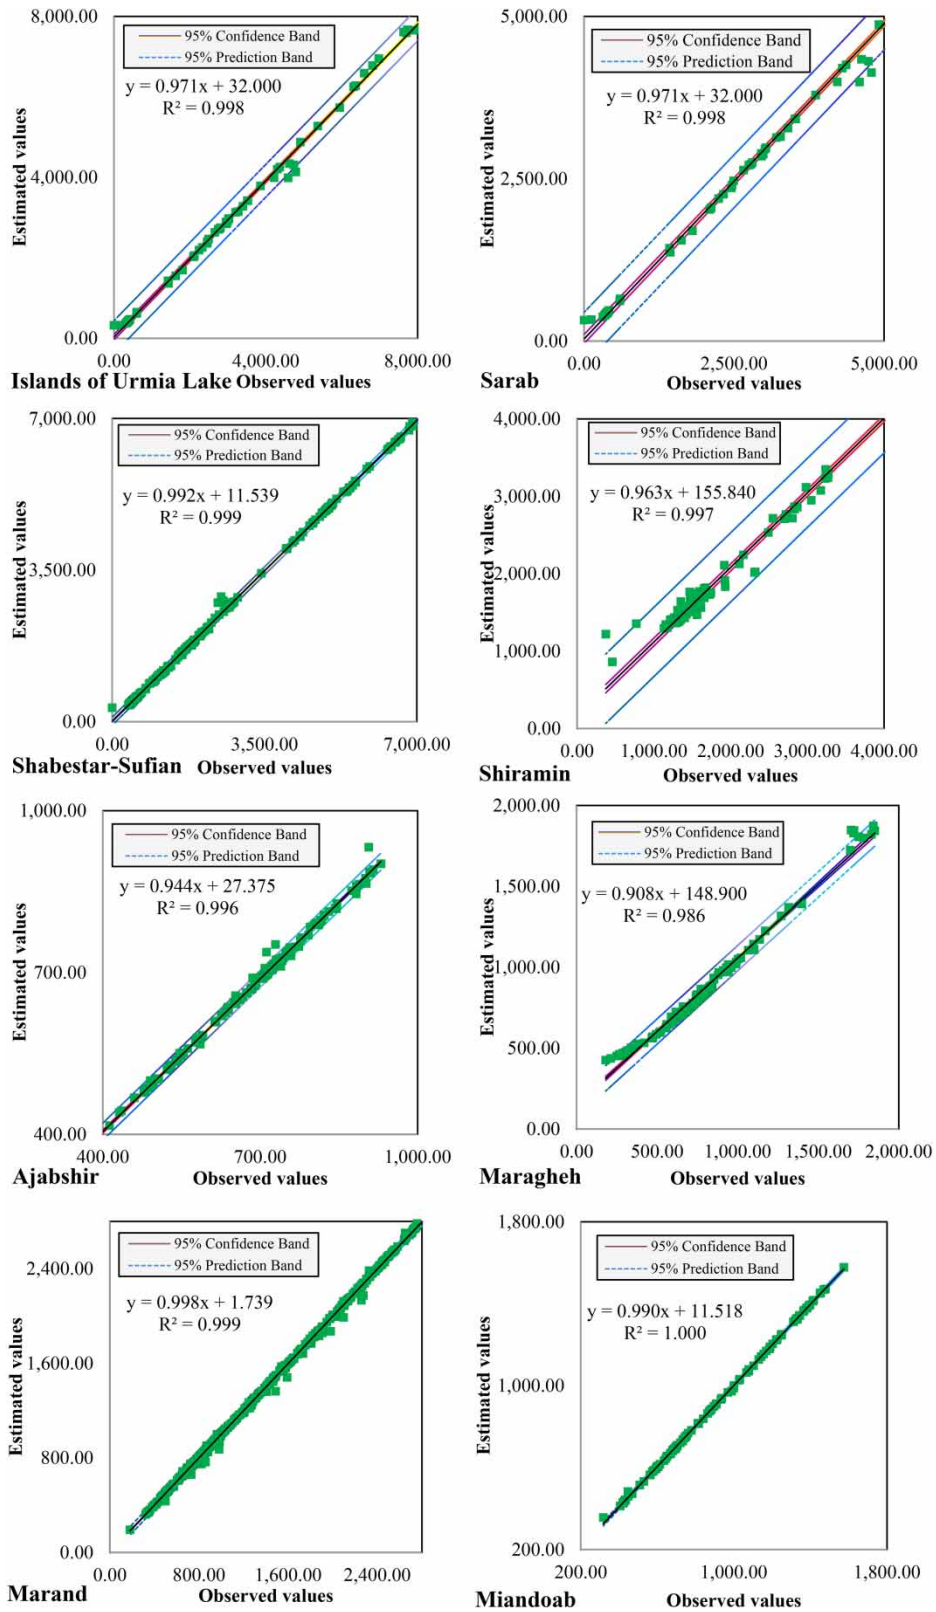 8,000.00
95% Confidence Band
95% Prediction Band
y = 0.971x + 32.000
R² = 0.998
Estimated values
4,000.00
0.00
0.00 4,000.00 8,000.00
Islands of Urmia Lake Observed values
5,000.00
95% Confidence Band
95% Prediction Band
y = 0.971x + 32.000
R² = 0.998
Estimated values
2,500.00
0.00
0.00 2,500.00 5,000.00
Sarab Observed values
7,000.00
95% Confidence Band
95% Prediction Band
y = 0.992x + 11.539
R² = 0.999
Estimated values
3,500.00
0.00
0.00 3,500.00 7,000.00
Shabestar-Sufian Observed values
4,000.00
95% Confidence Band
95% Prediction Band
3,000.00
y = 0.963x + 155.840
R² = 0.997
Estimated values
2,000.00
1,000.00
0.00
0.00 1,000.00 2,000.00 3,000.00 4,000.00
Shiramin Observed values
1,000.00
95% Confidence Band
95% Prediction Band
y = 0.944x + 27.375
R² = 0.996
Estimated values
700.00
400.00
400.00 700.00 1,000.00
Ajabshir Observed values
2,000.00
95% Confidence Band
95% Prediction Band
1,500.00
y = 0.908x + 148.900
R² = 0.986
Estimated values
1,000.00
500.00
0.00
0.00 500.00 1,000.00 1,500.00 2,000.00
Maragheh Observed values
95% Confidence Band
95% Prediction Band
2,400.00
y = 0.998x + 1.739
R² = 0.999
Estimated values
1,600.00
800.00
0.00
0.00 800.00 1,600.00 2,400.00
Marand Observed values
1,800.00
95% Confidence Band
95% Prediction Band
y = 0.990x + 11.518
R² = 1.000
Estimated values
1,000.00
200.00
200.00 1,000.00 1,800.00
Miandoab Observed values